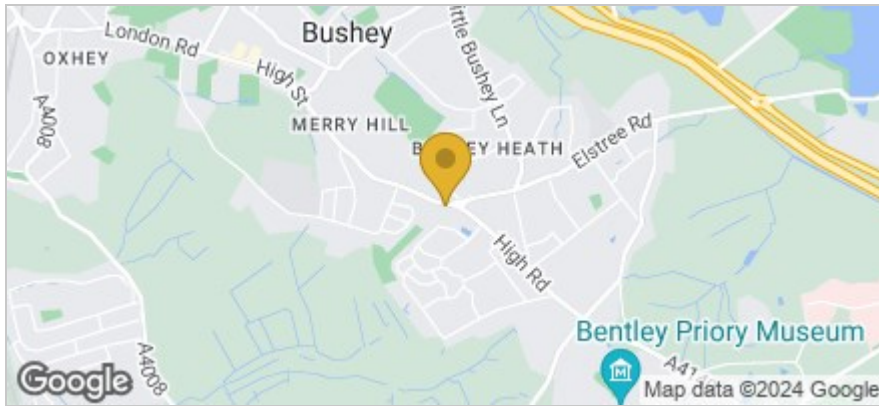 Bushey
London Rd
OXHEY
High St
A4008
Little Bushey Ln
MERRY HILL
HEATH
Elstree Rd
High Rd
Bentley Priory Museum
A4008
Google
Map data ©2024 Google